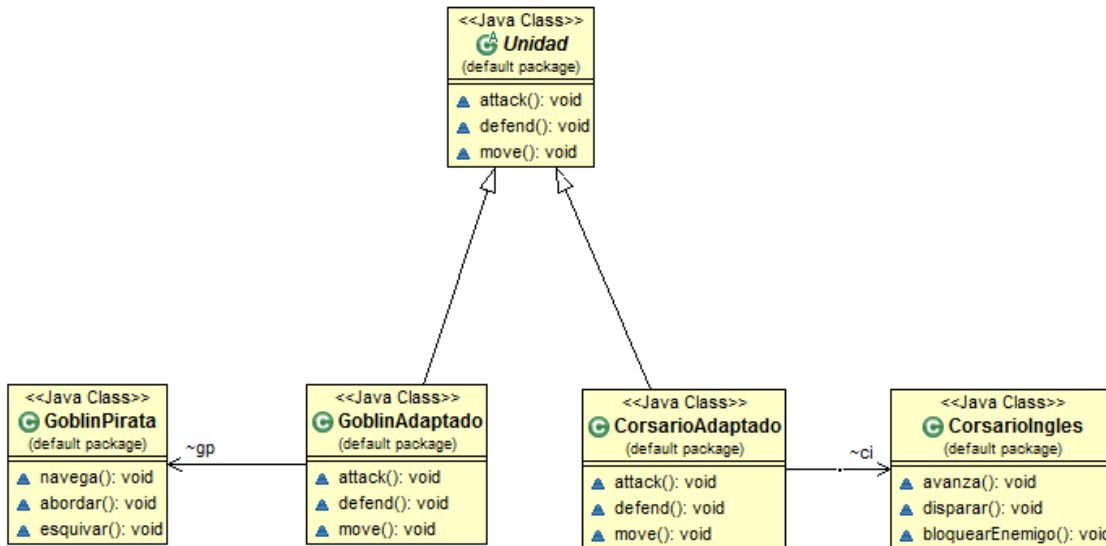 <<Java Class>>
Unidad
(default package)
attack(): void
defend(): void
move(): void
<<Java Class>>
GoblinPirata
(default package)
navega(): void
abordar(): void
esquivar(): void
~gp
<<Java Class>>
GoblinAdaptado
(default package)
attack(): void
defend(): void
move(): void
<<Java Class>>
CorsarioAdaptado
(default package)
attack(): void
defend(): void
move(): void
~ci
<<Java Class>>
CorsarioIngles
(default package)
avanza(): void
disparar(): void
bloquearEnemigo(): void